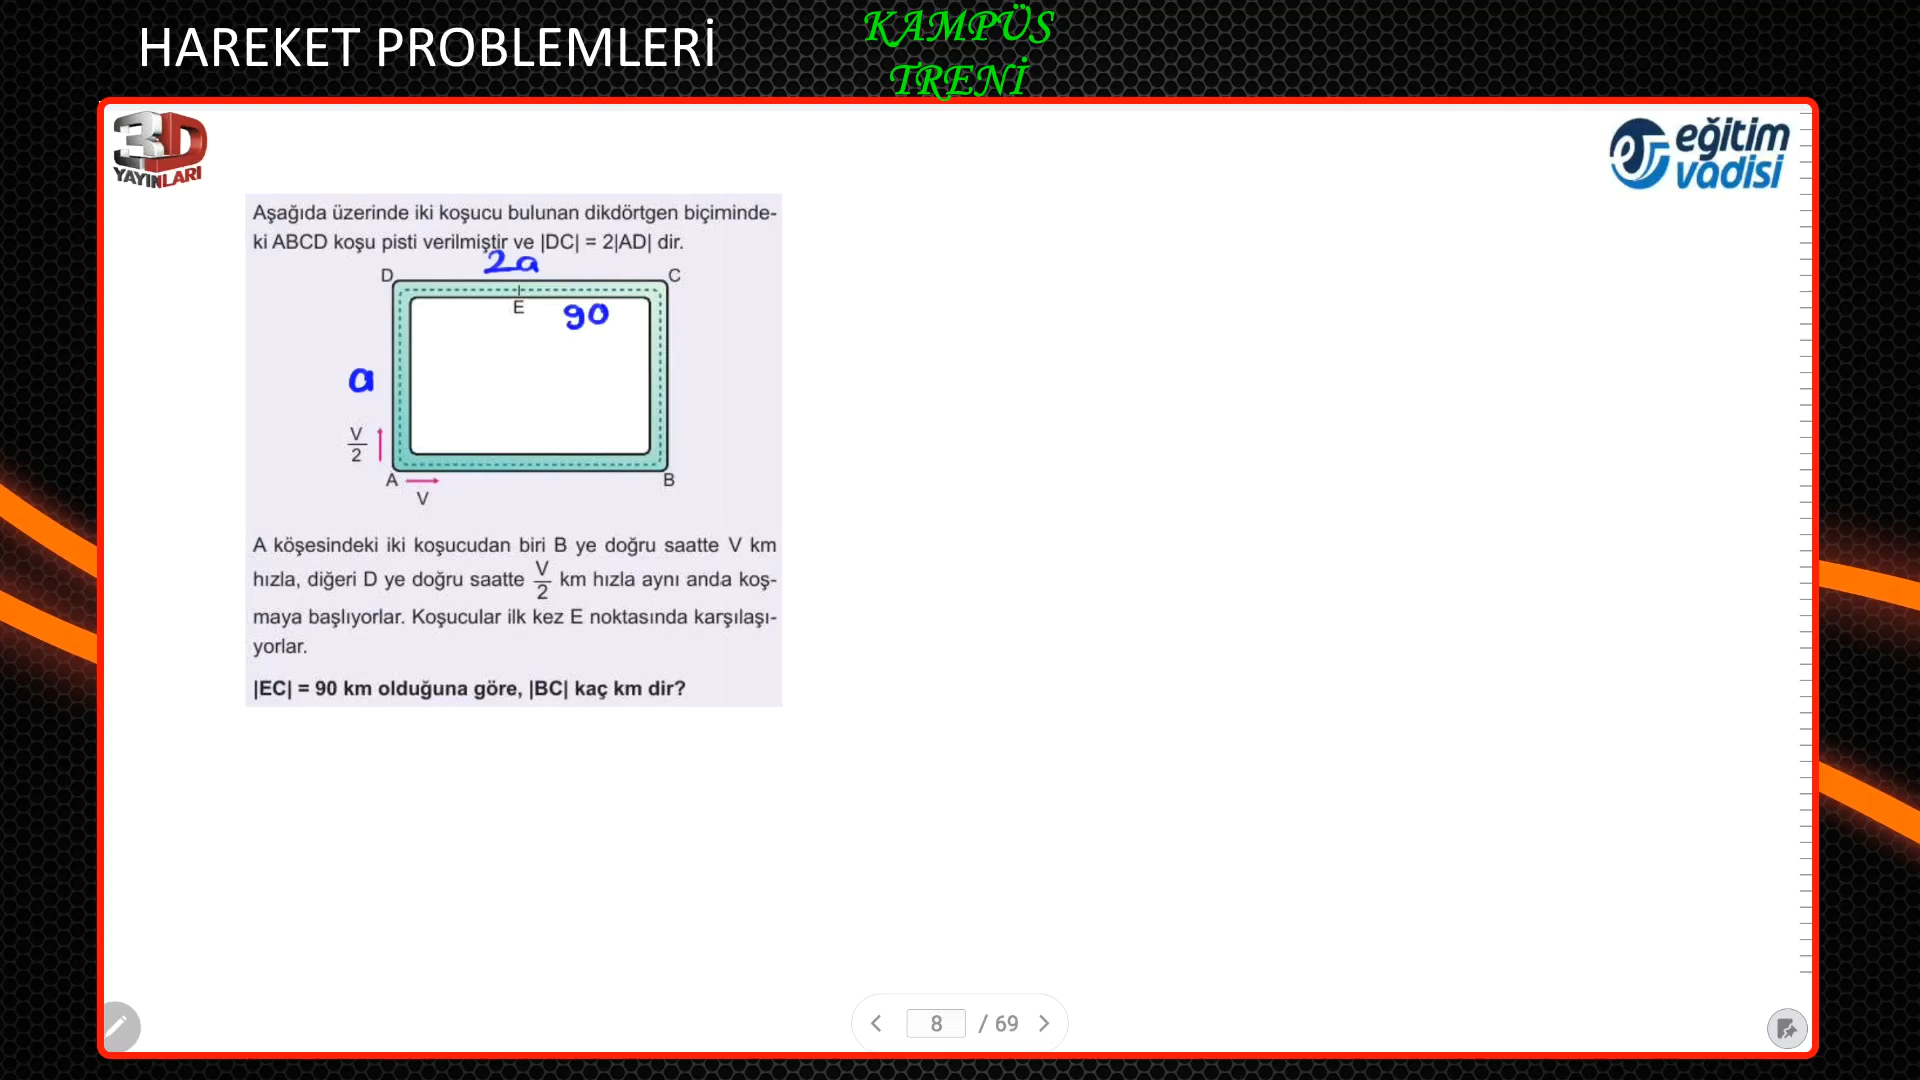 HAREKET PROBLEMLERİ
KAMPÜS
TRENİ
3D
YAYINLARI
eğitim
vadisi
Aşağıda üzerinde iki koşucu bulunan dikdörtgen biçiminde-
ki ABCD koşu pisti verilmiştir ve |DC| = 2|AD| dir.
2a
D
C
E
90
a
V
2
A
B
V
A köşesindeki iki koşucudan biri B ye doğru saatte V km
hızla, diğeri D ye doğru saatte V/2 km hızla aynı anda koş-
maya başlıyorlar. Koşucular ilk kez E noktasında karşılaşı-
yorlar.
|EC| = 90 km olduğuna göre, |BC| kaç km dir?
8 / 69